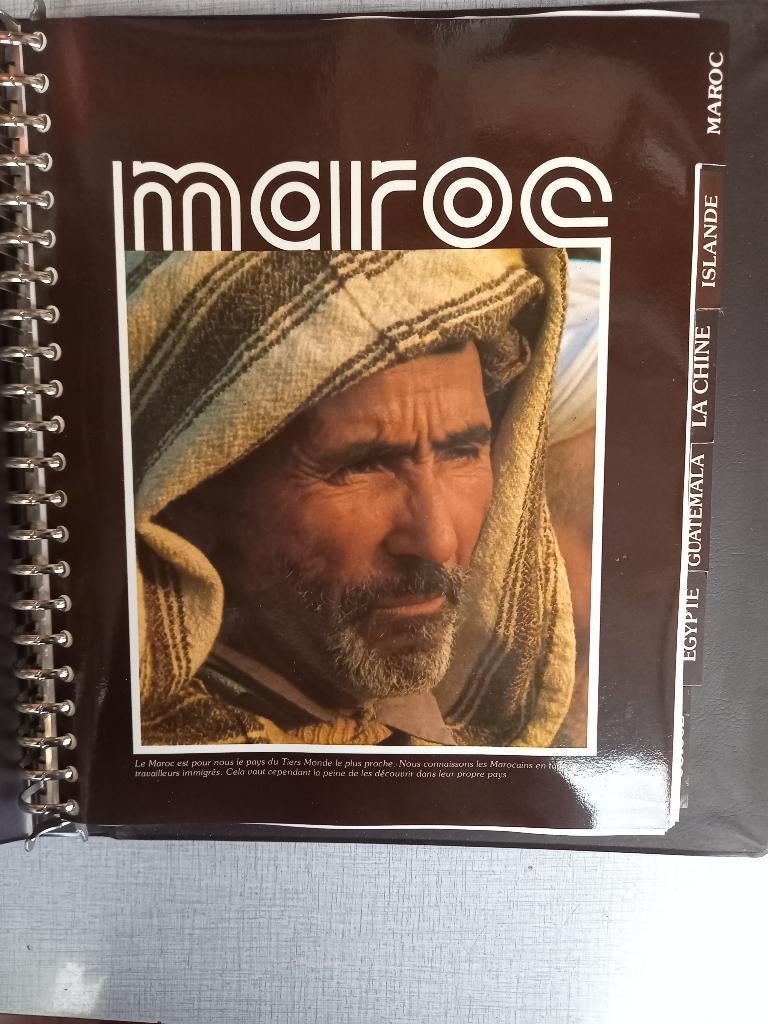 maroc
Le Maroc est pour nous le pays du Tiers Monde le plus proche. Nous connaissons les Marocains en
travailleurs immigrés. Cela vaut cependant la peine de les découvrir dans leur propre pays
MAROC
ISLANDE
LA CHINE
GUATEMALA
EGYPTE